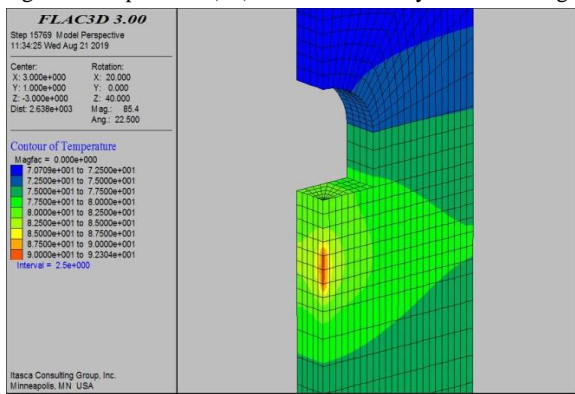 FLAC3D 3.00
Step 15769 Model Perspective
11:34:25 Wed Aug 21 2019
Center:
X: 3.000e+000
Y: 1.000e+000
Z: -3.000e+000
Dist: 2.638e+003
Rotation:
X: 20.000
Y: 0.000
Z: 40.000
Mag.: 85.4
Ang.: 22.500
Contour of Temperature
Magfac = 0.000e+000
7.0709e+001 to 7.2500e+001
7.2500e+001 to 7.5000e+001
7.5000e+001 to 7.7500e+001
7.7500e+001 to 8.0000e+001
8.0000e+001 to 8.2500e+001
8.2500e+001 to 8.5000e+001
8.5000e+001 to 8.7500e+001
8.7500e+001 to 9.0000e+001
9.0000e+001 to 9.2304e+001
Interval = 2.5e+000
Itasca Consulting Group, Inc.
Minneapolis, MN USA